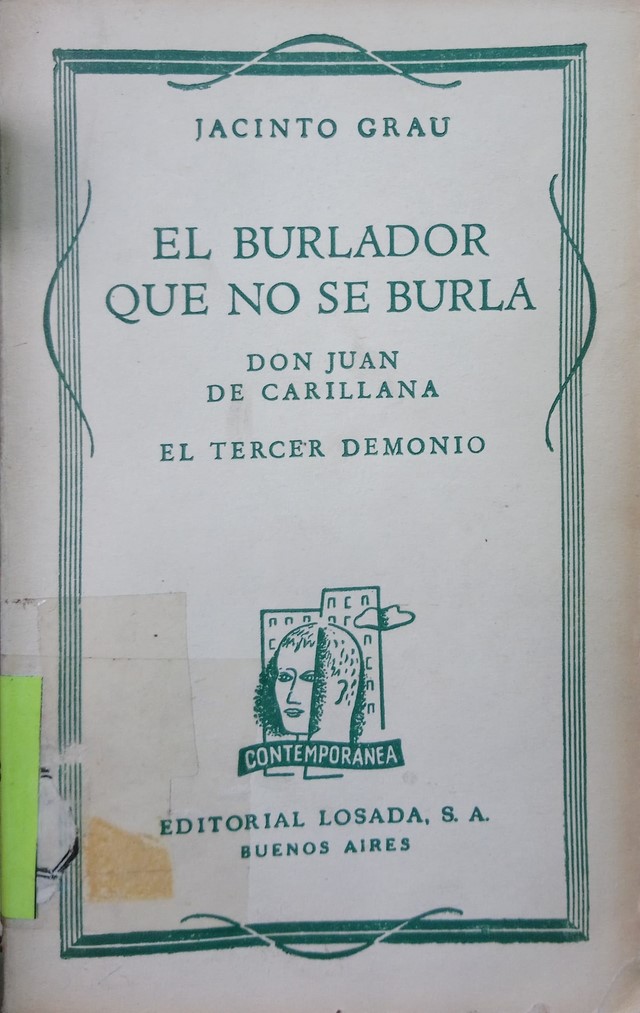 JACINTO GRAU
EL BURLADOR
QUE NO SE BURLA
DON JUAN
DE CARILLANA
EL TERCER DEMONIO
CONTEMPORÁNEA
EDITORIAL LOSADA, S. A.
BUENOS AIRES